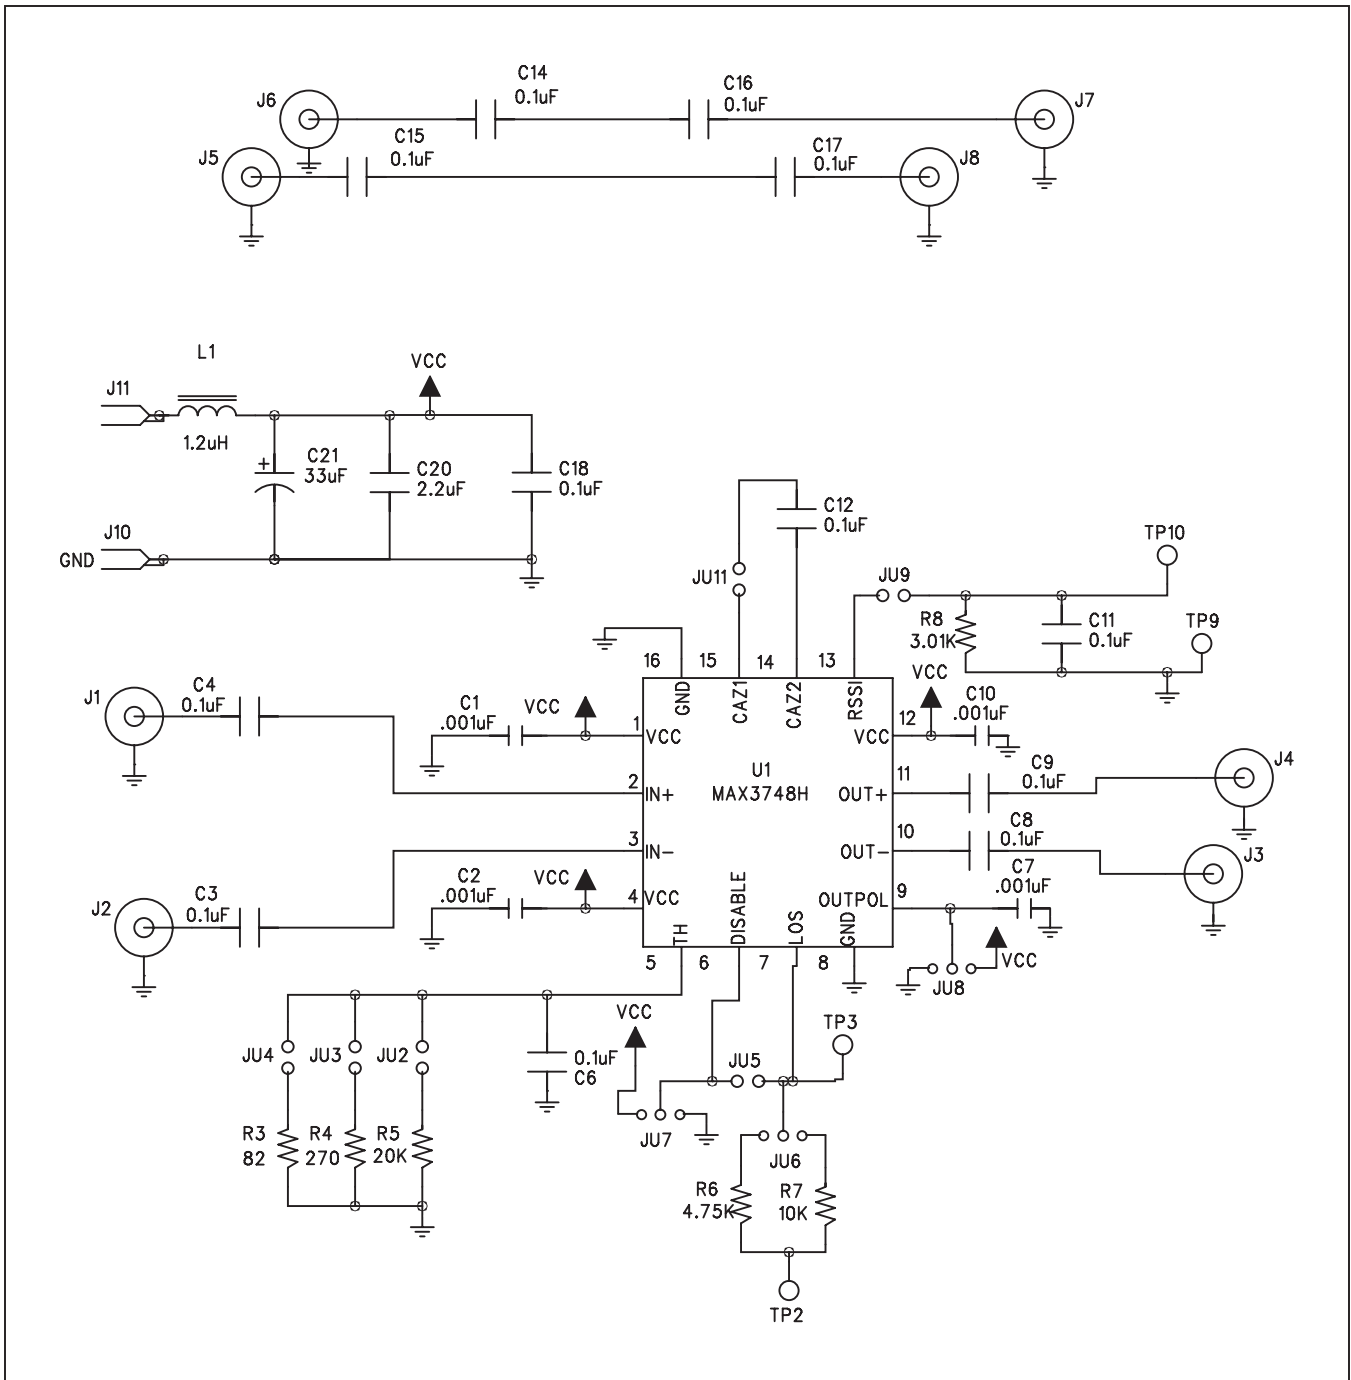 C14
0.1uF
C16
0.1uF
J6
J7
C15
0.1uF
C17
0.1uF
J5
J8
L1
VCC
J11
1.2uH
+
C21
33uF
C20
2.2uF
C18
0.1uF
C12
0.1uF
J10
GND
TP10
JU11
JU9
R8
3.01K
C11
0.1uF
TP9
16
15
14
13
GND
CAZ1
CAZ2
RSSI
J1
C4
0.1uF
C1
.001uF
VCC
1
VCC
VCC
C10
.001uF
12
VCC
U1
MAX3748H
2
IN+
11
OUT+
C9
0.1uF
J4
3
IN-
10
OUT-
C8
0.1uF
J3
J2
C3
0.1uF
C2
.001uF
VCC
4
VCC
C7
.001uF
9
OUTPOL
TH
DISABLE
LOS
GND
5
6
7
8
VCC
JU8
JU4
JU3
JU2
0.1uF
C6
VCC
TP3
JU5
JU7
JU6
R3
82
R4
270
R5
20K
R6
4.75K
R7
10K
TP2